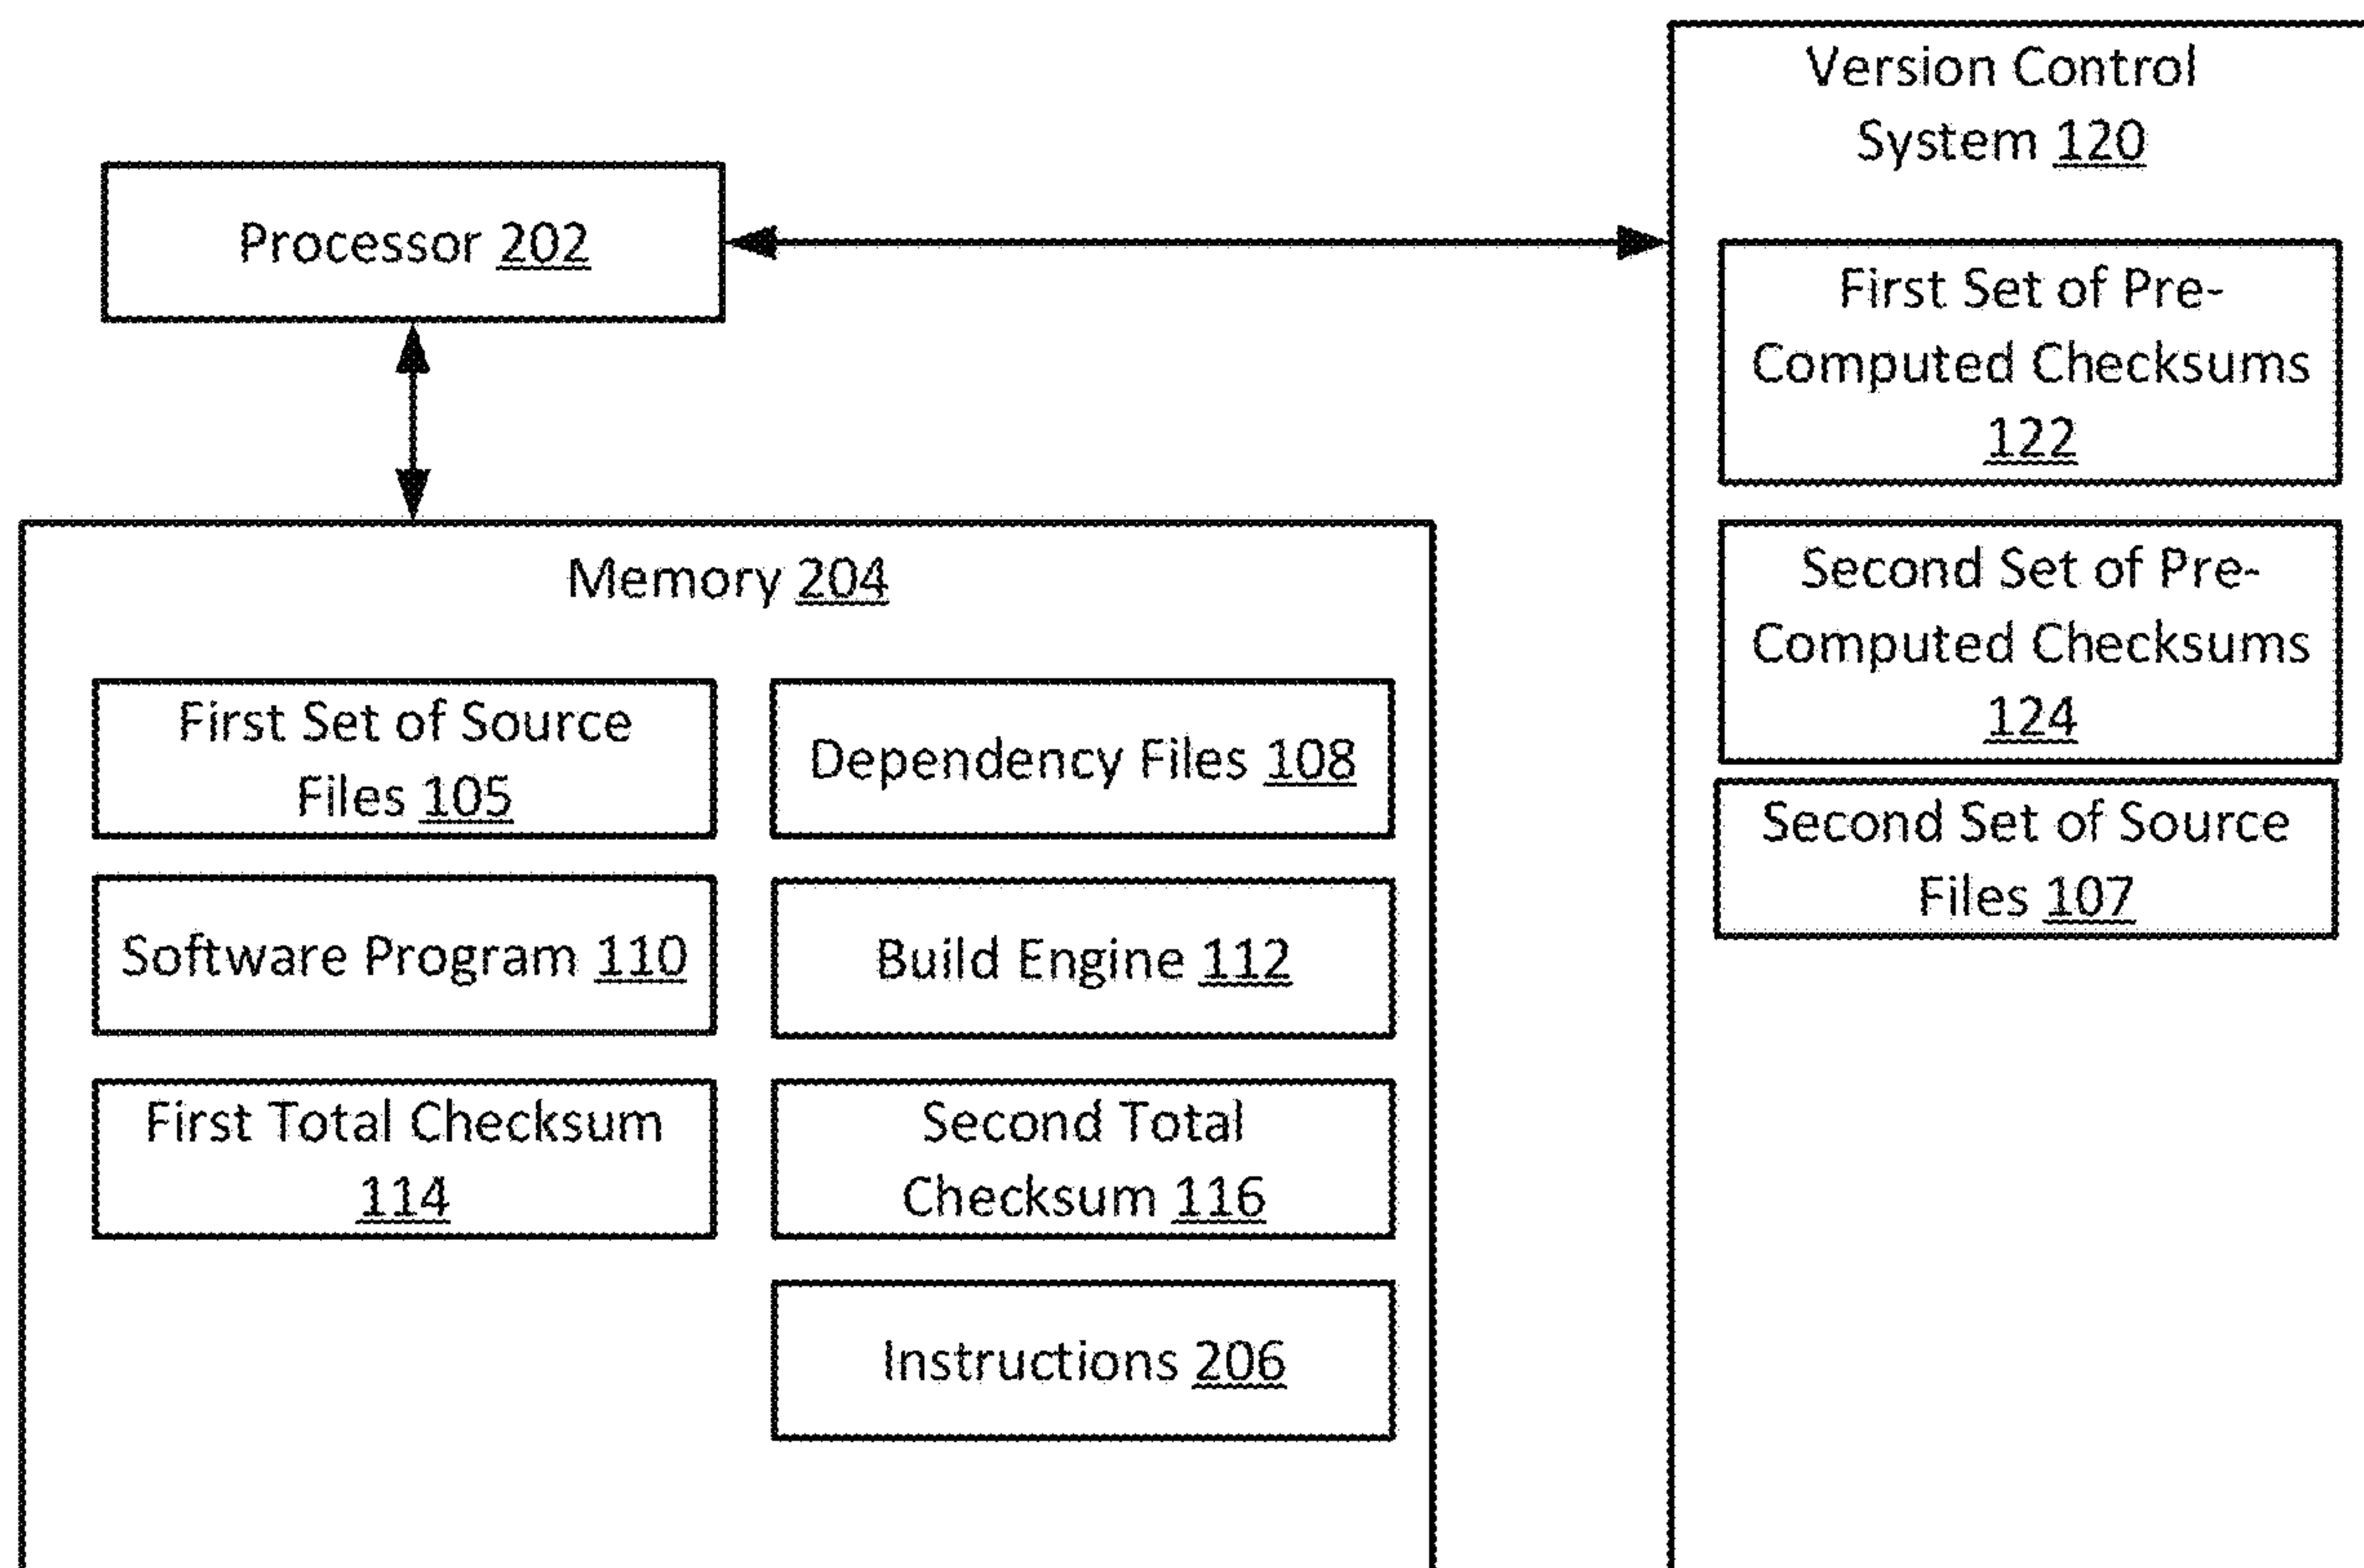 Processor 202
Version Control
System 120
First Set of Pre-
Computed Checksums
122
Second Set of Pre-
Computed Checksums
124
Second Set of Source
Files 107
Memory 204
First Set of Source
Files 105
Dependency Files 108
Software Program 110
Build Engine 112
First Total Checksum
114
Second Total
Checksum 116
Instructions 206